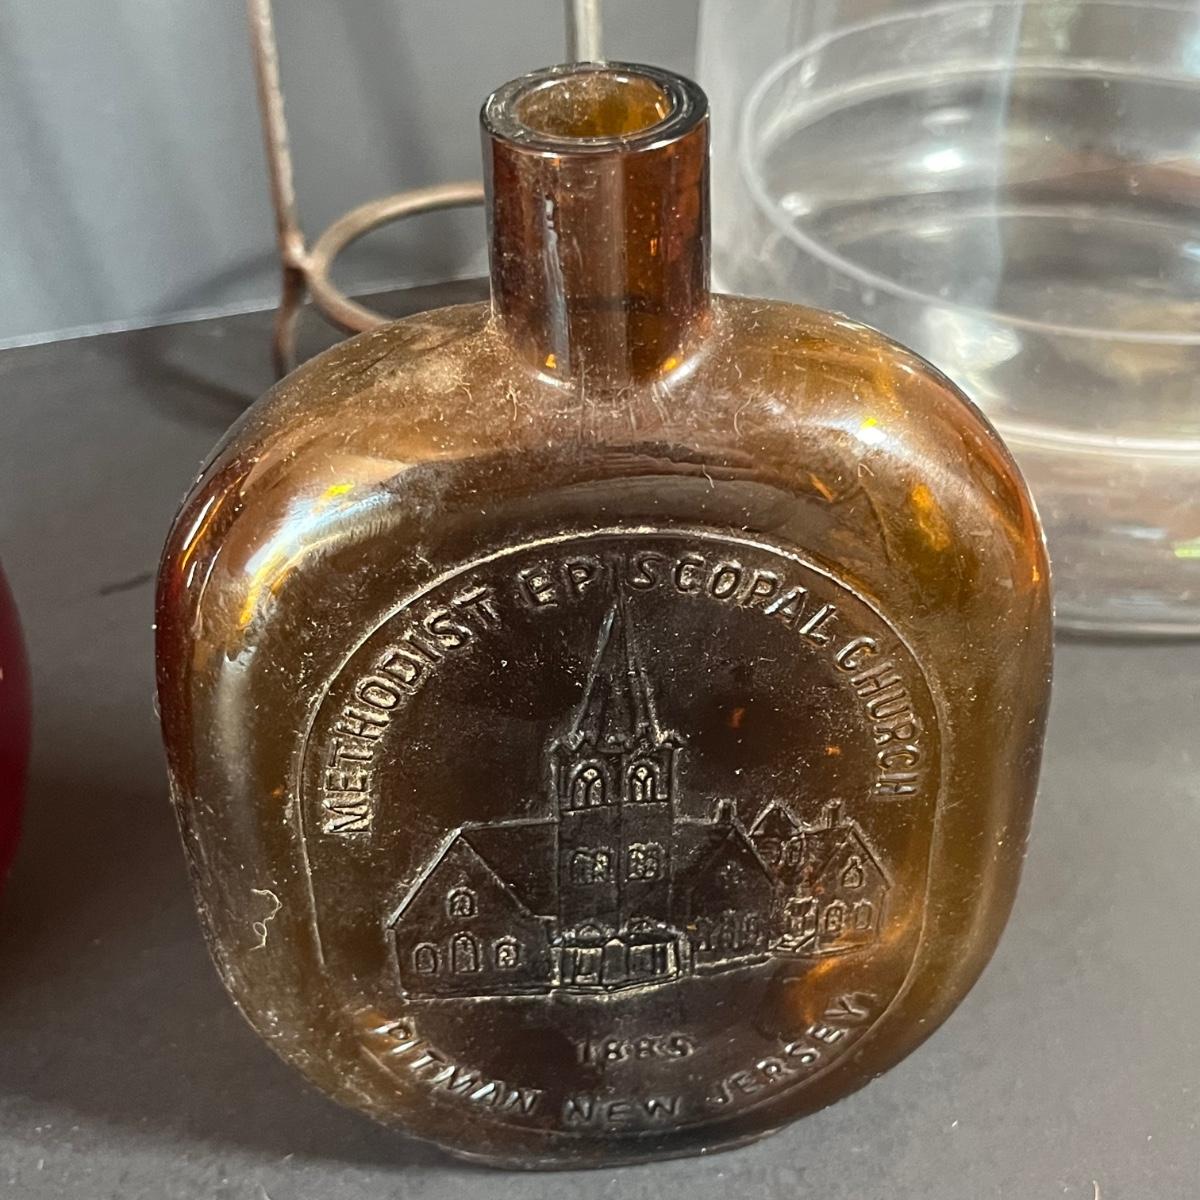 METHODIST EPISCOPAL CHURCH
1885
PITMAN NEW JERSEY